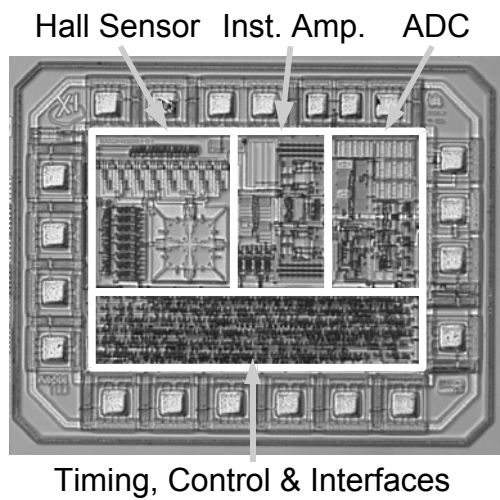 Hall Sensor Inst. Amp. ADC
Timing, Control & Interfaces